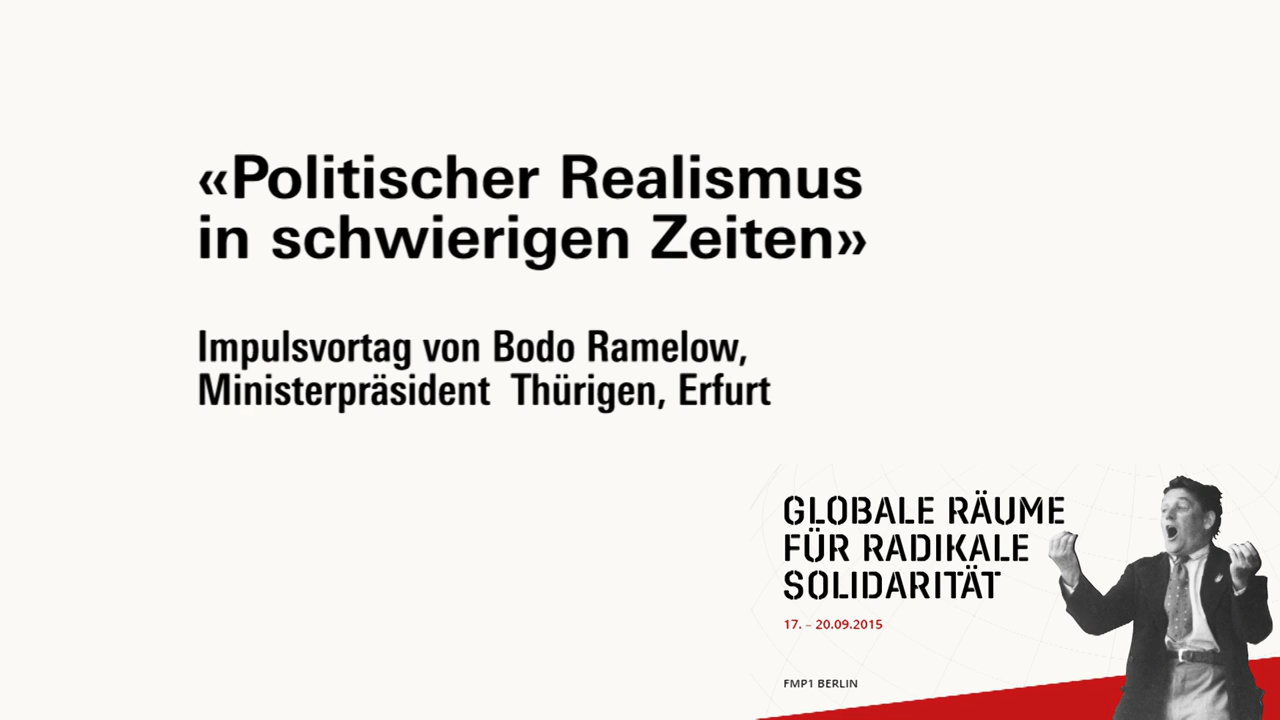 «Politischer Realismus
in schwierigen Zeiten»
Impulsvortag von Bodo Ramelow,
Ministerpräsident Thürigen, Erfurt
GLOBALE RÄUME
FÜR RADIKALE
SOLIDARITÄT
17. – 20.09.2015
FMP1 BERLIN